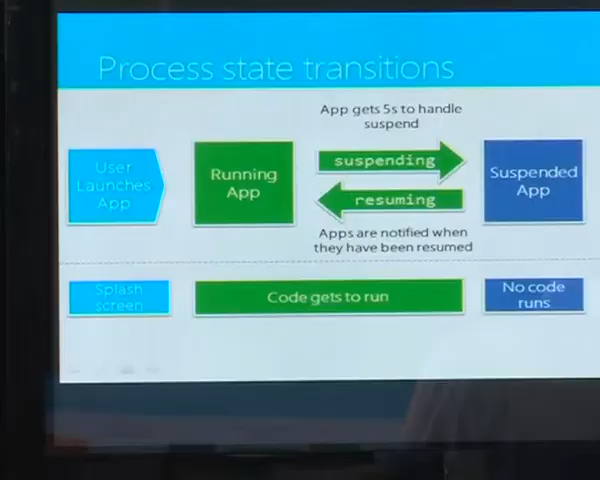 Process state transitions
App gets 5s to handle
suspend
User
Launches
App
Running
App
suspending
resuming
Suspended
App
Apps are notified when
they have been resumed
Splash
screen
Code gets to run
No code
runs